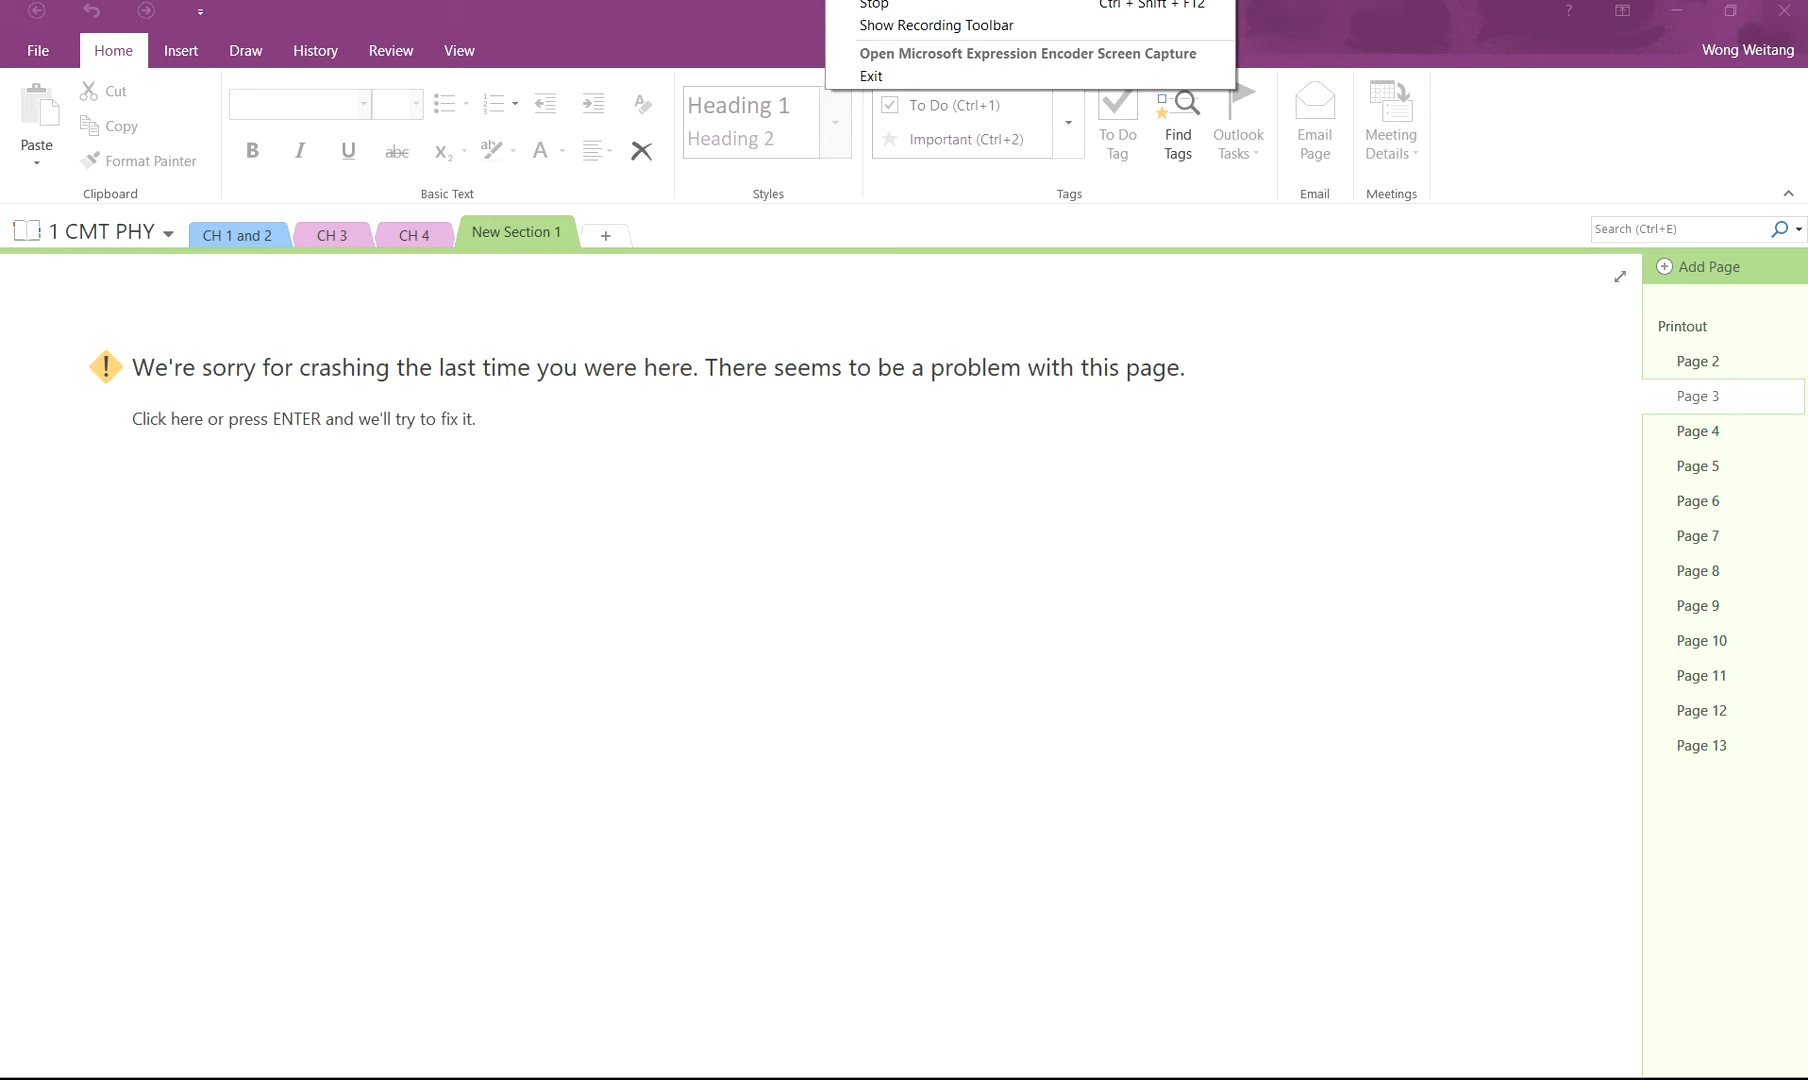 Stop Ctrl + Shift + F12
Show Recording Toolbar
Open Microsoft Expression Encoder Screen Capture
Exit
?
File Home Insert Draw History Review View Wong Weitang
Paste
Cut
Copy
Format Painter
Clipboard
B I U abc X₂ ab A
Basic Text
Heading 1
Heading 2
Styles
To Do (Ctrl+1)
Important (Ctrl+2)
To Do
Tag
Find
Tags
Outlook
Tasks
Tags
Email
Page
Email
Meeting
Details
Meetings
1 CMT PHY CH 1 and 2 CH 3 CH 4 New Section 1 + Search (Ctrl+E)
Add Page
We're sorry for crashing the last time you were here. There seems to be a problem with this page.
Click here or press ENTER and we'll try to fix it.
Printout
Page 2
Page 3
Page 4
Page 5
Page 6
Page 7
Page 8
Page 9
Page 10
Page 11
Page 12
Page 13